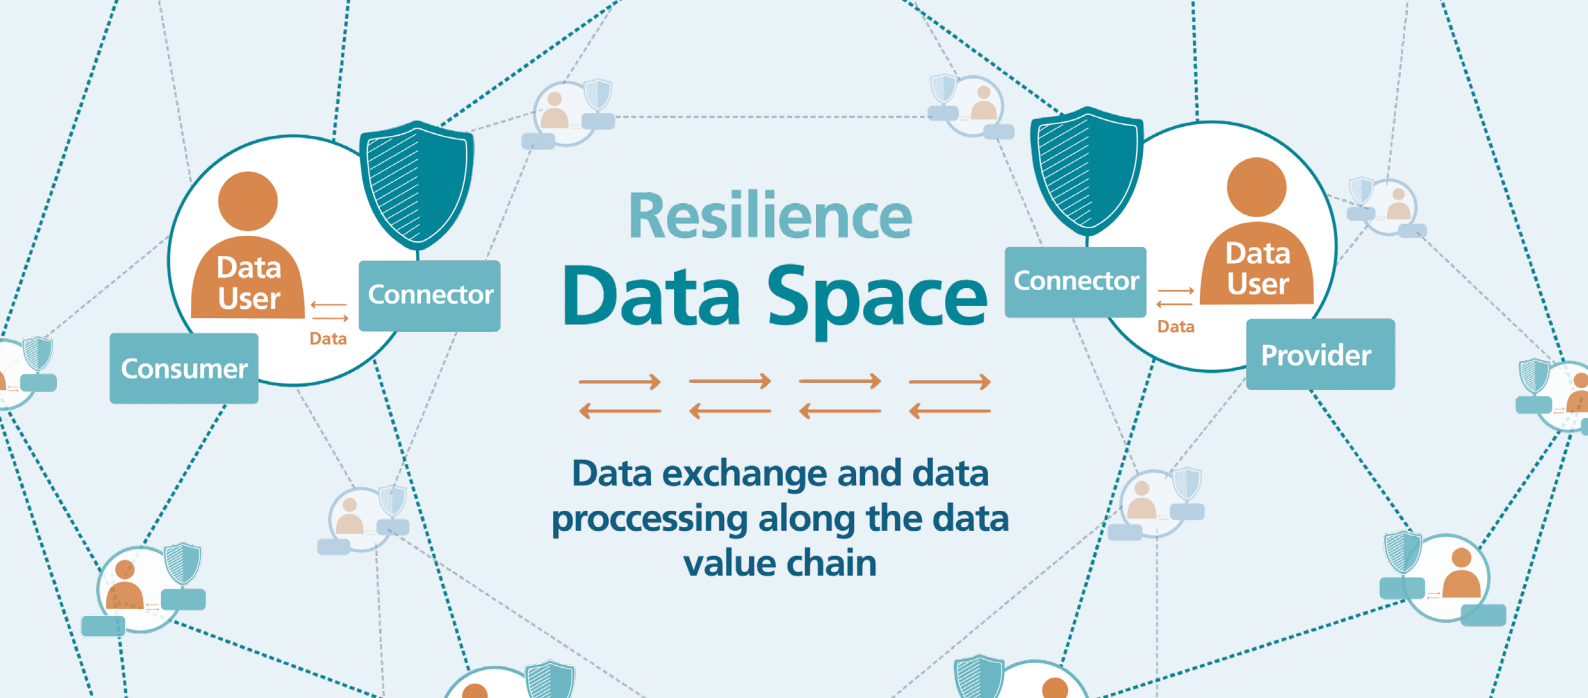 Resilience
Data Space
Data exchange and data
proccessing along the data
value chain
Data
User
Data
Connector
Consumer
Connector
Data
Data
User
Provider